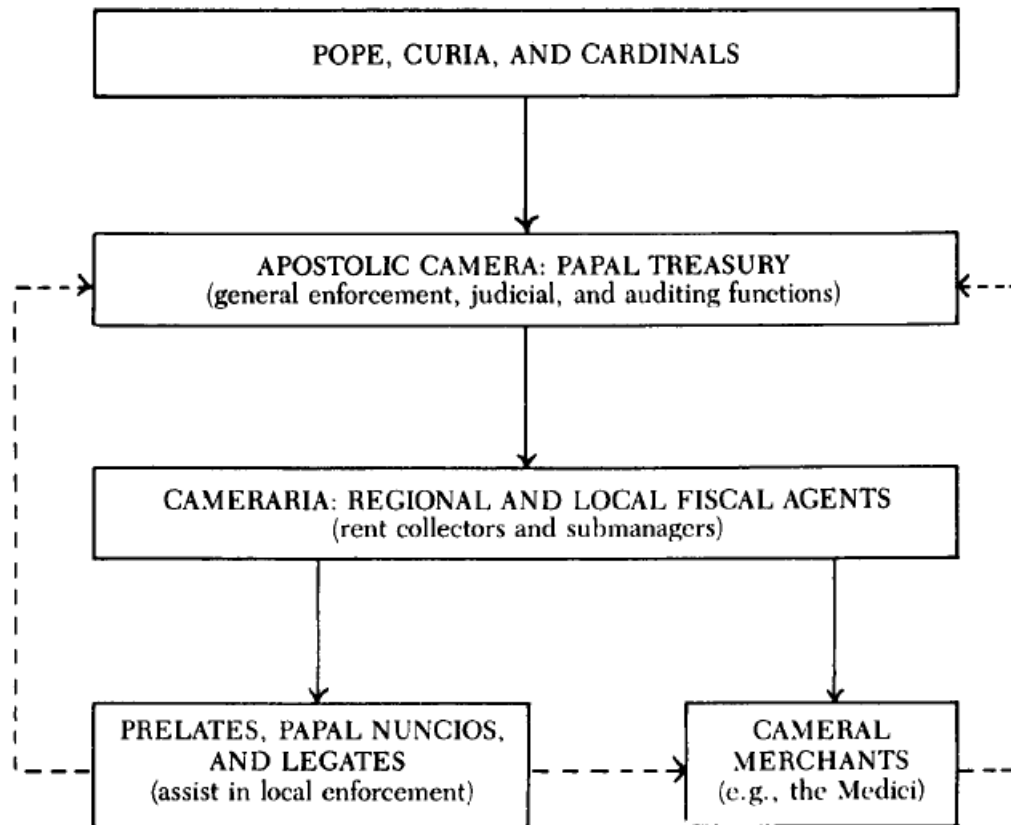 POPE, CURIA, AND CARDINALS
APOSTOLIC CAMERA: PAPAL TREASURY
(general enforcement, judicial, and auditing functions)
CAMERARIA: REGIONAL AND LOCAL FISCAL AGENTS
(rent collectors and submanagers)
PRELATES, PAPAL NUNCIOS,
AND LEGATES
(assist in local enforcement)
CAMERAL
MERCHANTS
(e.g., the Medici)